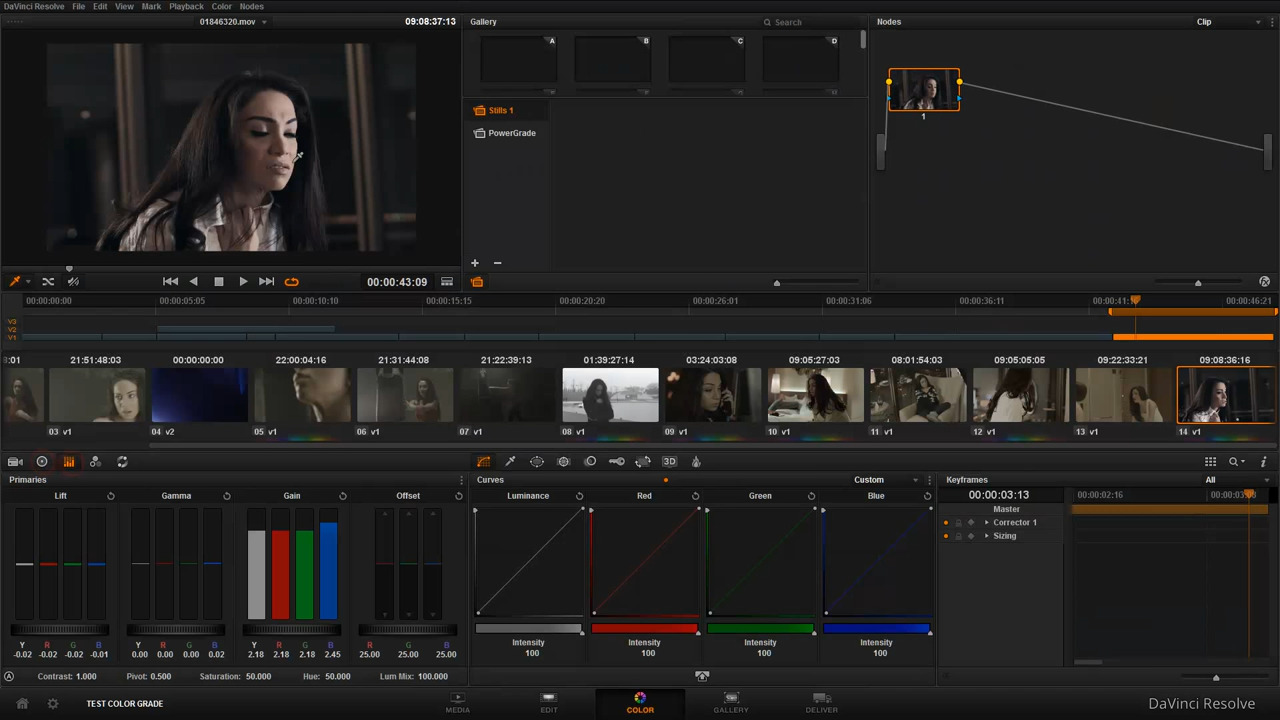 DaVinci Resolve File Edit View Mark Playback Color Nodes
01846320.mov 09:08:37:13 Gallery Search Nodes Clip
A B C D
Stills 1
PowerGrade
1
00:00:43:09
00:00:00:00 00:00:05:05 00:00:10:10 00:00:15:15 00:00:20:20 00:00:26:01 00:00:31:06 00:00:36:11 00:00:41:1 00:00:46:21
V3
V2
V1
:01 21:51:48:03 00:00:00:00 22:00:04:16 21:31:44:08 21:22:39:13 01:39:27:14 03:24:03:08 09:05:27:03 08:01:54:03 09:05:05:05 09:22:33:21 09:08:36:16
03 v1 04 v2 05 v1 06 v1 07 v1 08 v1 09 v1 10 v1 11 v1 12 v1 13 v1 14 v1
3D
Primaries Curves Custom Keyframes All
Lift Gamma Gain Offset Luminance Red Green Blue 00:00:03:13 00:00:02:16
Master
Corrector 1
Sizing
Y R G B Y R G B Y R G B R G B Intensity Intensity Intensity Intensity
-0.02 -0.02 -0.02 -0.01 0.00 0.00 0.00 0.02 2.18 2.18 2.18 2.45 25.00 25.00 25.00 100 100 100 100
A Contrast: 1.000 Pivot: 0.500 Saturation: 50.000 Hue: 50.000 Lum Mix: 100.000
TEST COLOR GRADE MEDIA EDIT COLOR GALLERY DELIVER DaVinci Resolve